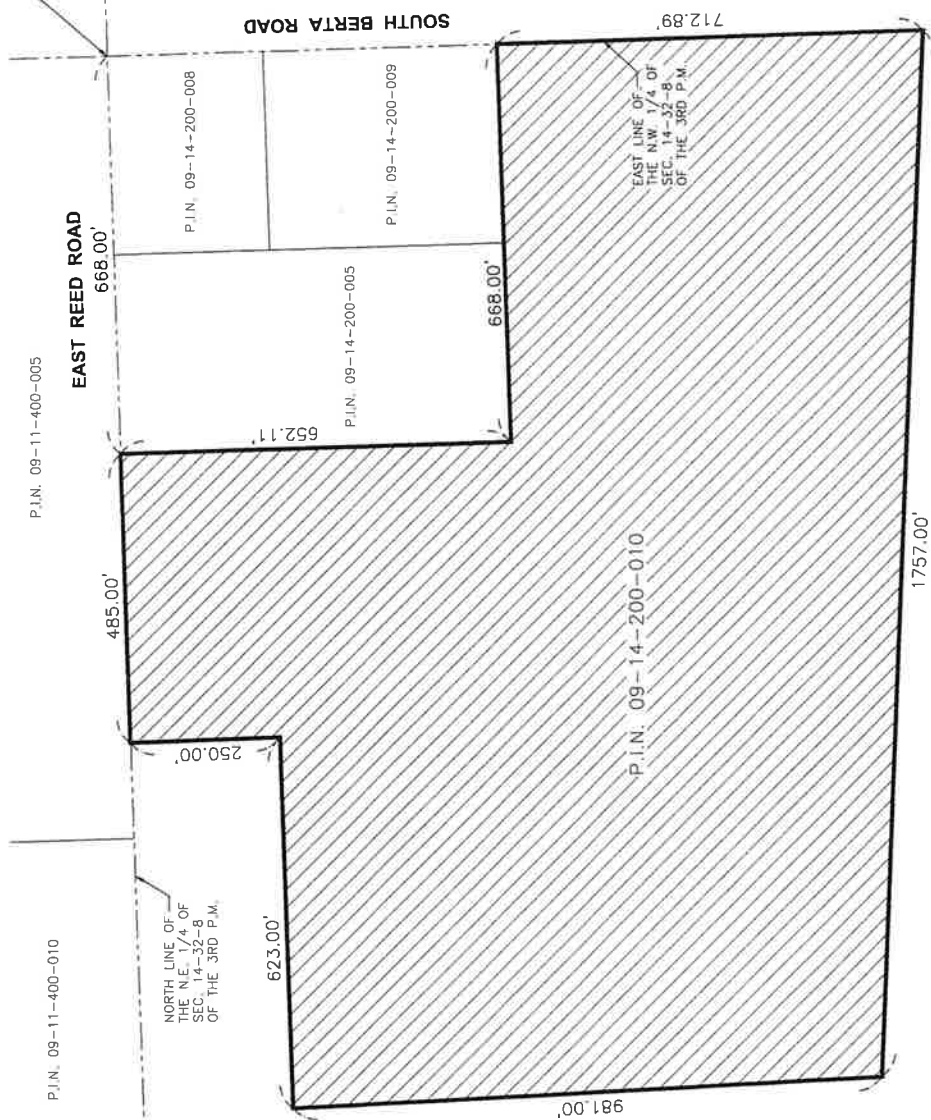 SOUTH BERTA ROAD
P.I.N. 09-11-400-005
EAST REED ROAD
668.00'
P.I.N. 09-14-200-008
P.I.N. 09-14-200-009
P.I.N. 09-14-200-005
712.89'
EAST LINE OF
THE N.W. 1/4 OF
SEC. 14-32-8
OF THE 3RD P.M.
668.00'
652.11'
485.00'
250.00'
P.I.N. 09-11-400-010
NORTH LINE OF
THE N.E. 1/4 OF
SEC. 14-32-8
OF THE 3RD P.M.
623.00'
P.I.N. 09-14-200-010
1757.00'
981.00'